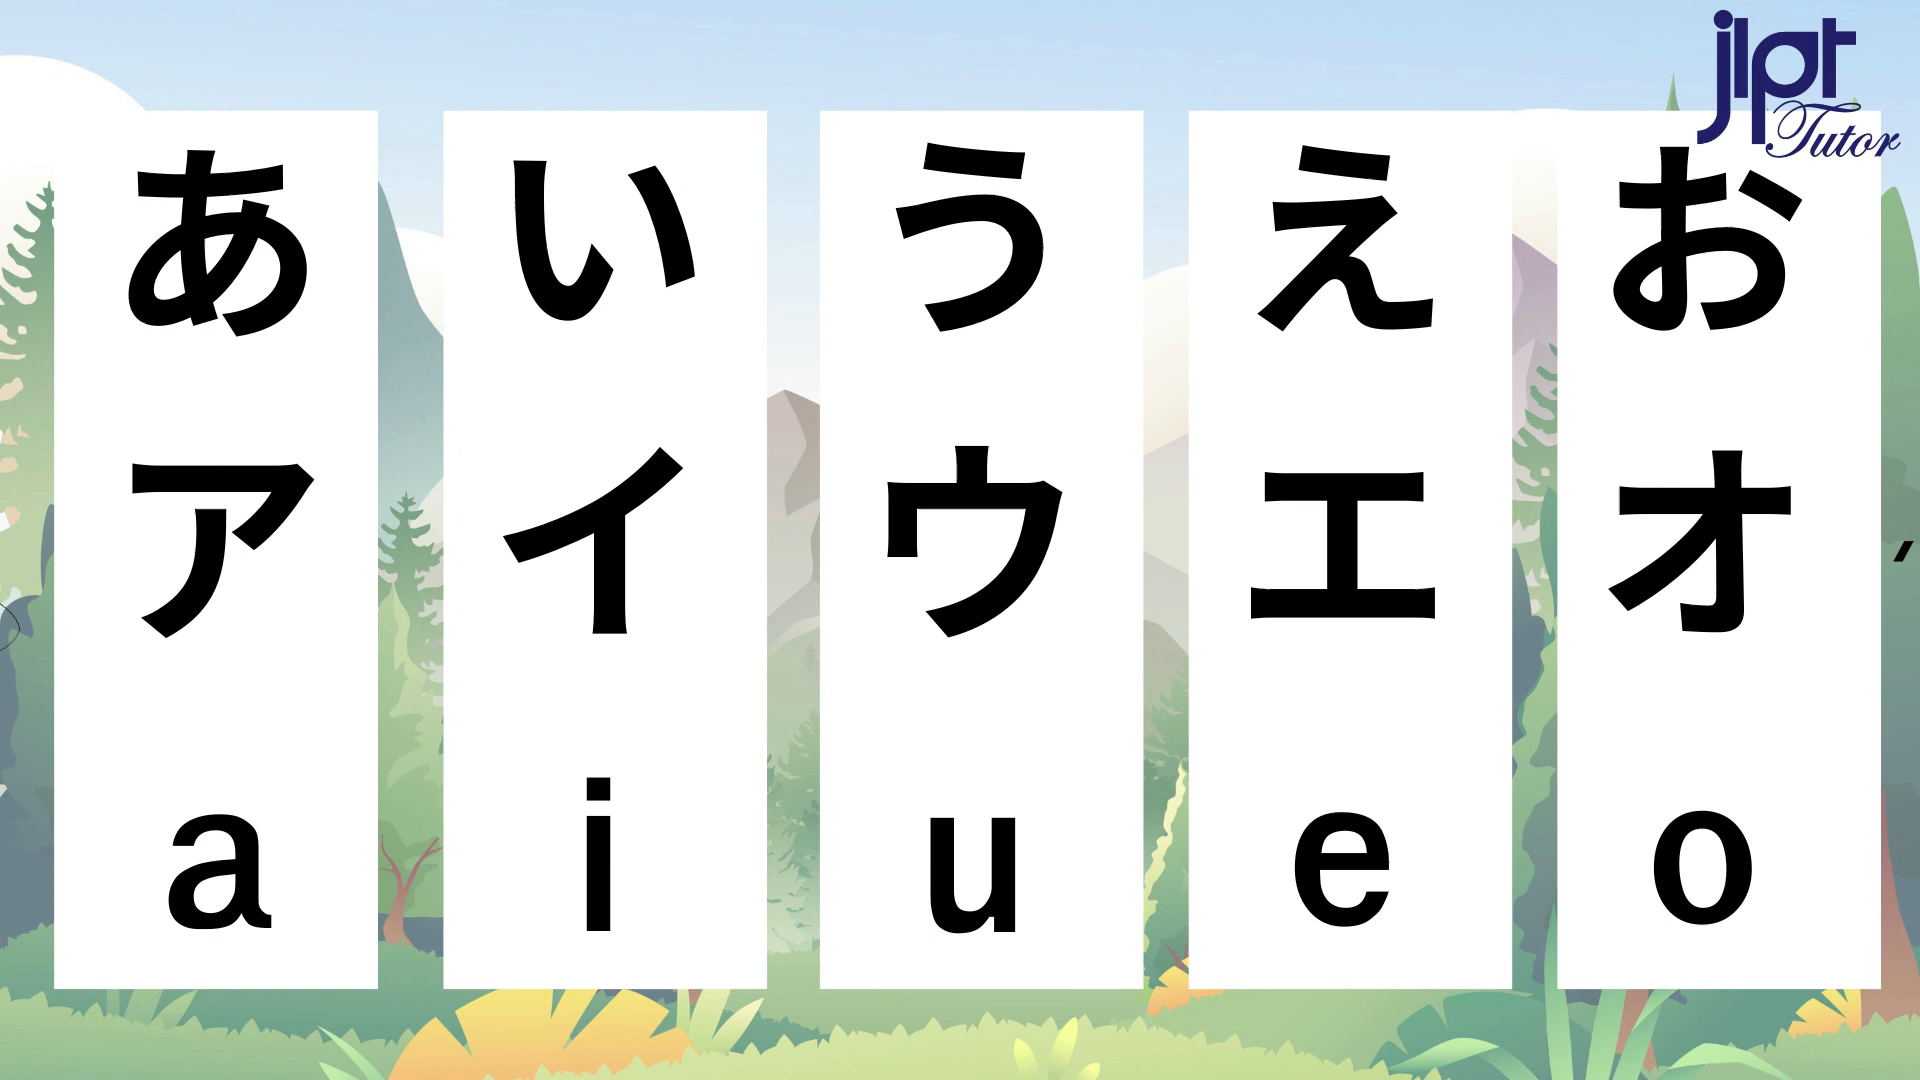 jlpt
Tutor
あ い う え お
ア イ ウ エ オ
a i u e o